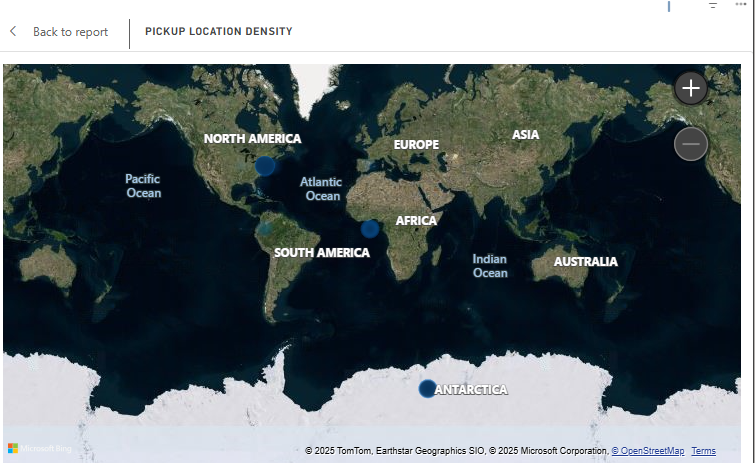 Back to report
PICKUP LOCATION DENSITY
NORTH AMERICA
EUROPE
ASIA
Pacific
Ocean
Atlantic
Ocean
AFRICA
SOUTH AMERICA
Indian
Ocean
AUSTRALIA
ANTARCTICA
Microsoft Bing
© 2025 TomTom, Earthstar Geographics SIO, © 2025 Microsoft Corporation, © OpenStreetMap Terms